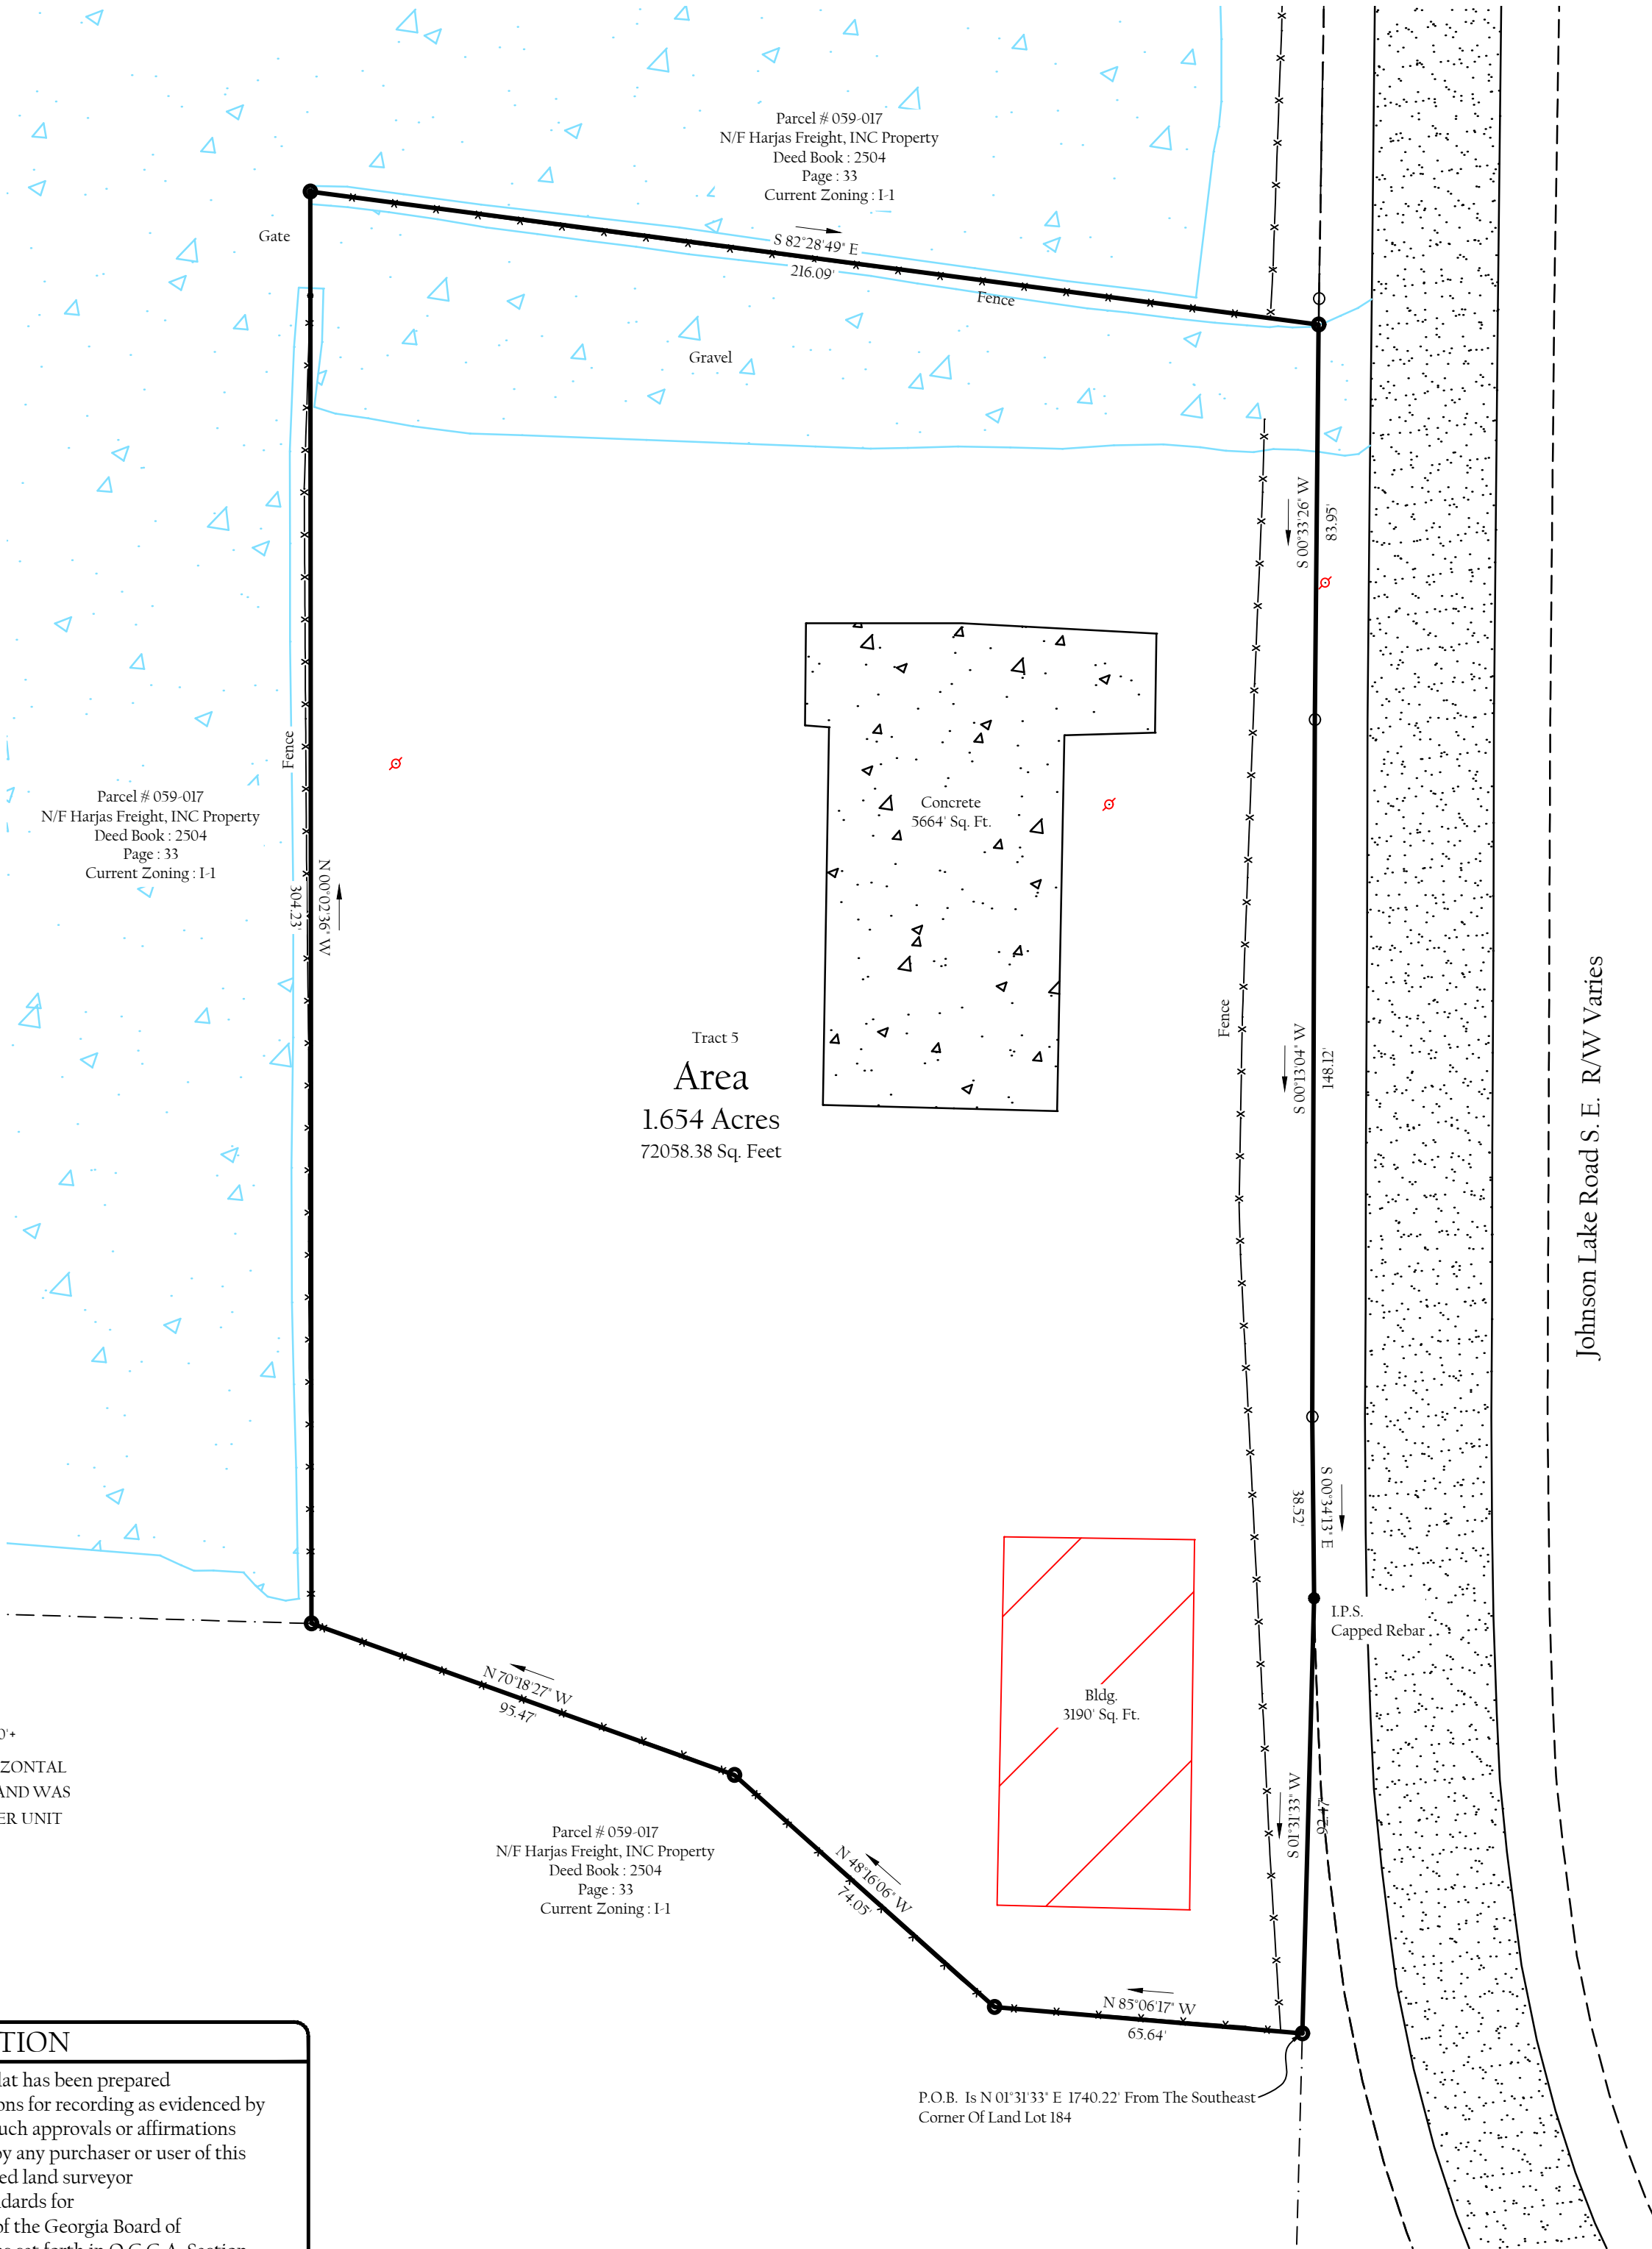 Parcel # 059-017
N/F Harjas Freight, INC Property
Deed Book : 2504
Page : 33
Current Zoning : I-1
Gate
S 82°28'49" E
216.09'
Fence
Gravel
S 00°33'26" W
83.95'
Fence
Parcel # 059-017
N/F Harjas Freight, INC Property
Deed Book : 2504
Page : 33
Current Zoning : I-1
N 00°02'36" W
304.23'
Concrete
5664' Sq. Ft.
Tract 5
Area
1.654 Acres
72058.38 Sq. Feet
Fence
S 00°13'04" W
148.12'
Johnson Lake Road S. E. R/W Varies
S 00°34'13" E
38.52'
I.P.S.
Capped Rebar
N 70°18'27" W
95.47'
Bldg.
3190' Sq. Ft.
0'+
ZONTAL
AND WAS
ER UNIT
S 01°31'33" W
92.47'
Parcel # 059-017
N/F Harjas Freight, INC Property
Deed Book : 2504
Page : 33
Current Zoning : I-1
N 48°16'06" W
74.05'
N 85°06'17" W
65.64'
P.O.B. Is N 01°31'33" E 1740.22' From The Southeast
Corner Of Land Lot 184
TION
lat has been prepared
ons for recording as evidenced by
uch approvals or affirmations
by any purchaser or user of this
ed land surveyor
dards for
of the Georgia Board of
set forth in O.C.G.A. Section